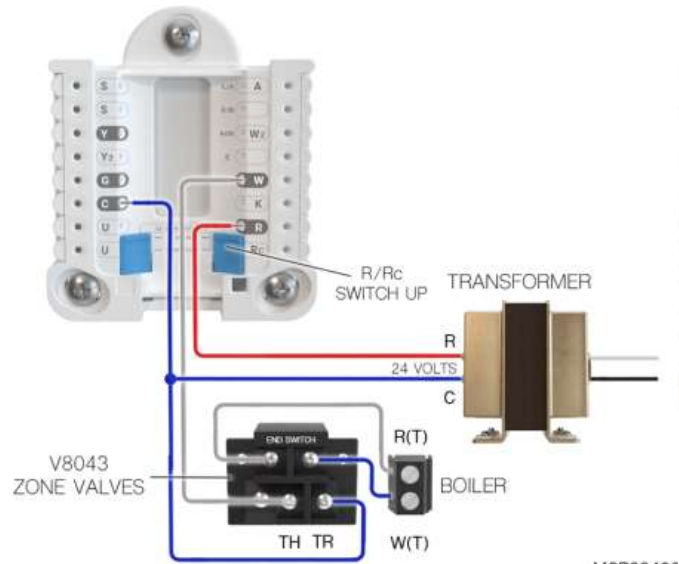 S
S
Y
Y2
G
C
U
U
A
W2
E
W
K
R
Rc
R/Rc
SWITCH UP
TRANSFORMER
R
24 VOLTS
C
END SWITCH
V8043
ZONE VALVES
R(T)
BOILER
TH TR
W(T)